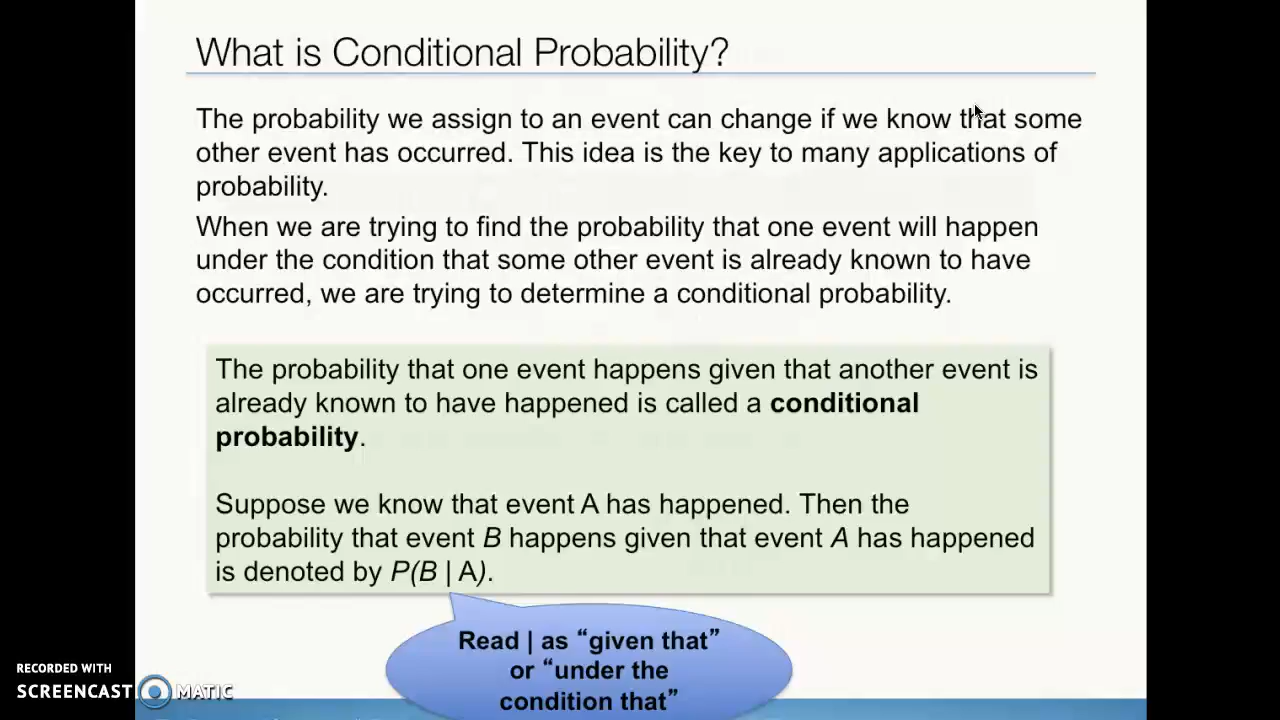 What is Conditional Probability?
The probability we assign to an event can change if we know that some
other event has occurred. This idea is the key to many applications of
probability.
When we are trying to find the probability that one event will happen
under the condition that some other event is already known to have
occurred, we are trying to determine a conditional probability.
The probability that one event happens given that another event is
already known to have happened is called a conditional
probability.
Suppose we know that event A has happened. Then the
probability that event B happens given that event A has happened
is denoted by P(B | A).
Read | as “given that”
or “under the
condition that”
RECORDED WITH
SCREENCAST MATIC